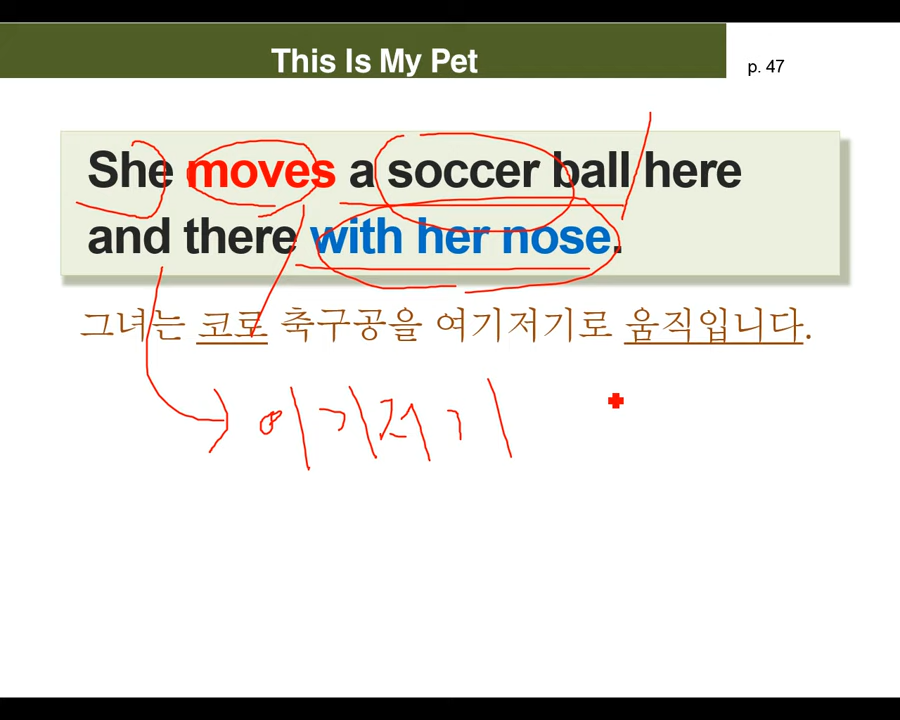 This Is My Pet
p. 47
She moves a soccer ball here
and there with her nose.
그녀는 코로 축구공을 여기저기로 움직입니다.
여기저기